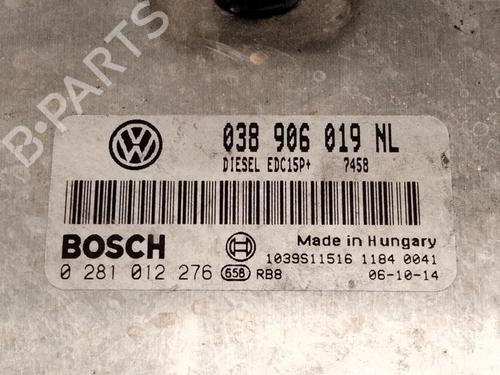 B-PARTS
038 906 019 NL
DIESEL EDC15P+ 7458
BOSCH
Made in Hungary
1039S11516 1184 0041
0 281 012 276 658 RB8 06-10-14